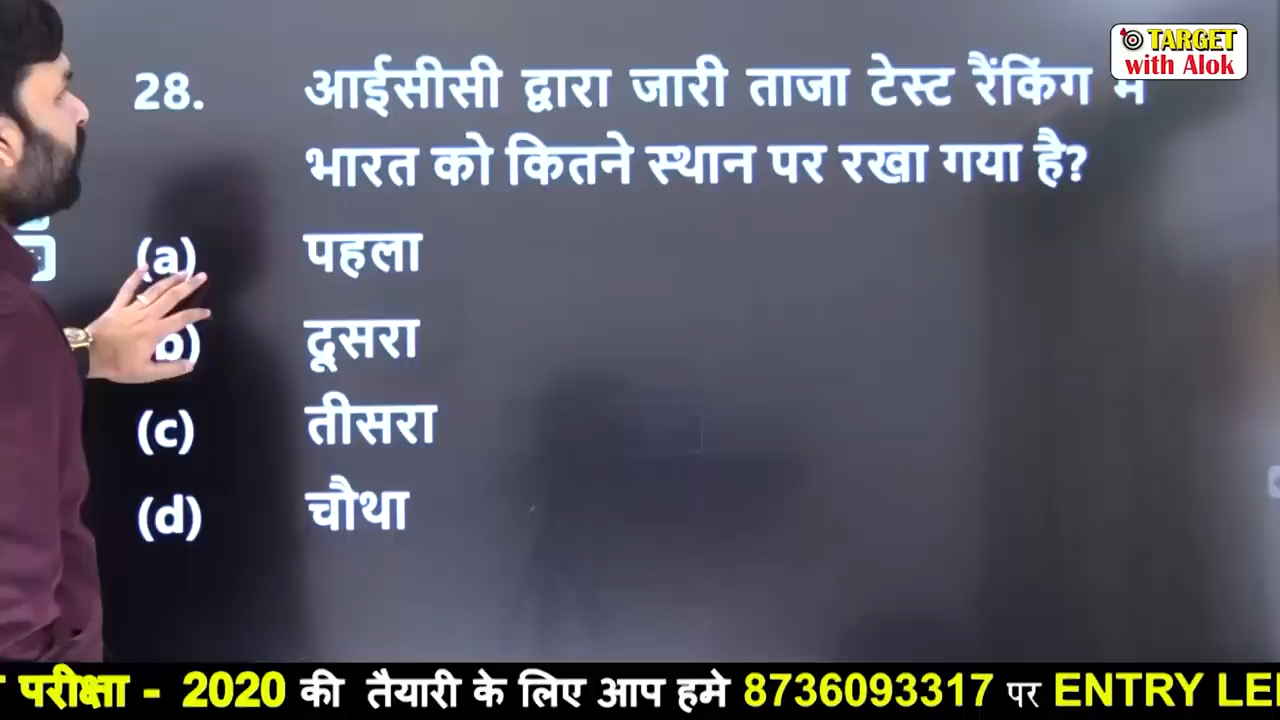 TARGET
with Alok
28. आईसीसी द्वारा जारी ताजा टेस्ट रैंकिंग में
भारत को कितने स्थान पर रखा गया है?
(a) पहला
(b) दूसरा
(c) तीसरा
(d) चौथा
परीक्षा - 2020 की तैयारी के लिए आप हमे 8736093317 पर ENTRY